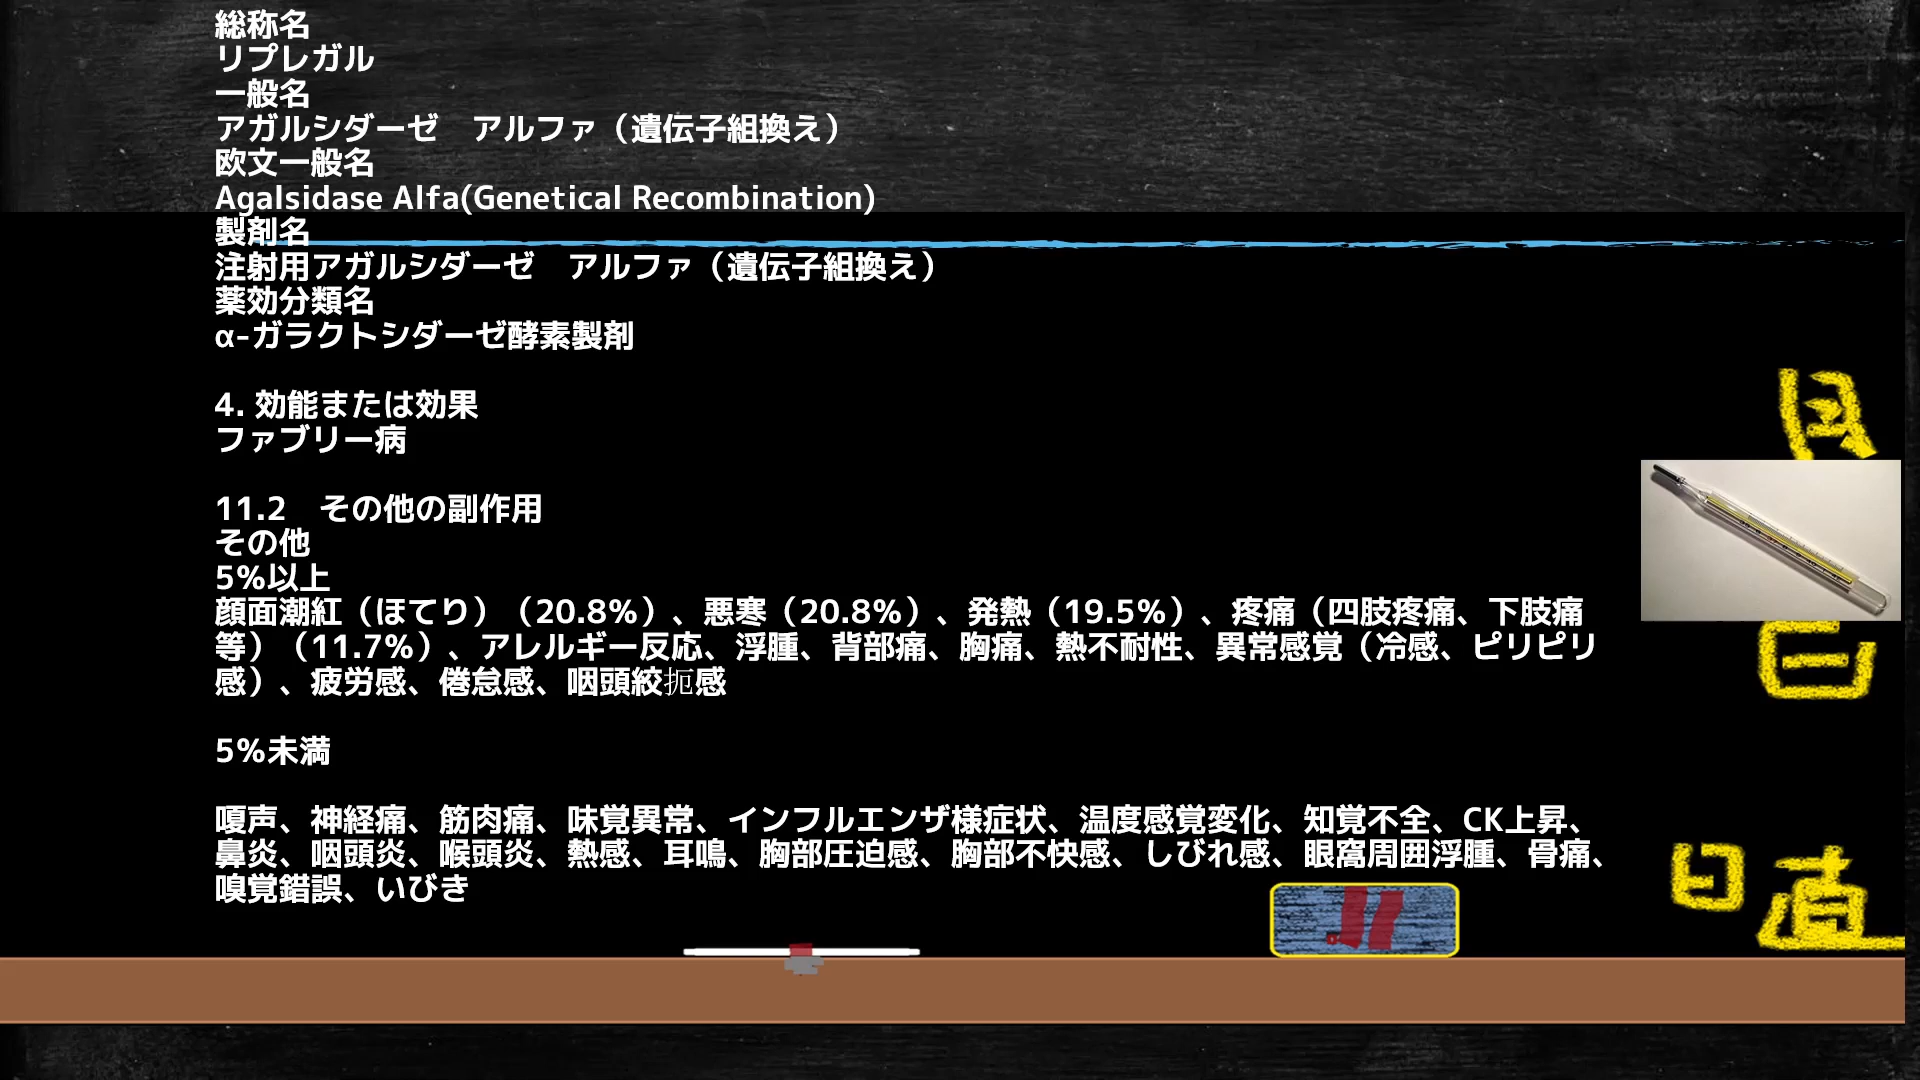 総称名
リプレガル
一般名
アガルシダーゼ　アルファ（遺伝子組換え）
欧文一般名
Agalsidase Alfa(Genetical Recombination)
製剤名
注射用アガルシダーゼ　アルファ（遺伝子組換え）
薬効分類名
α-ガラクトシダーゼ酵素製剤
4. 効能または効果
ファブリー病
11.2　その他の副作用
その他
5%以上
顔面潮紅（ほてり）（20.8%）、悪寒（20.8%）、発熱（19.5%）、疼痛（四肢疼痛、下肢痛
等）（11.7%）、アレルギー反応、浮腫、背部痛、胸痛、熱不耐性、異常感覚（冷感、ピリピリ
感）、疲労感、倦怠感、咽頭絞扼感
5%未満
嗄声、神経痛、筋肉痛、味覚異常、インフルエンザ様症状、温度感覚変化、知覚不全、CK上昇、
鼻炎、咽頭炎、喉頭炎、熱感、耳鳴、胸部圧迫感、胸部不快感、しびれ感、眼窩周囲浮腫、骨痛、
嗅覚錯誤、いびき
日直